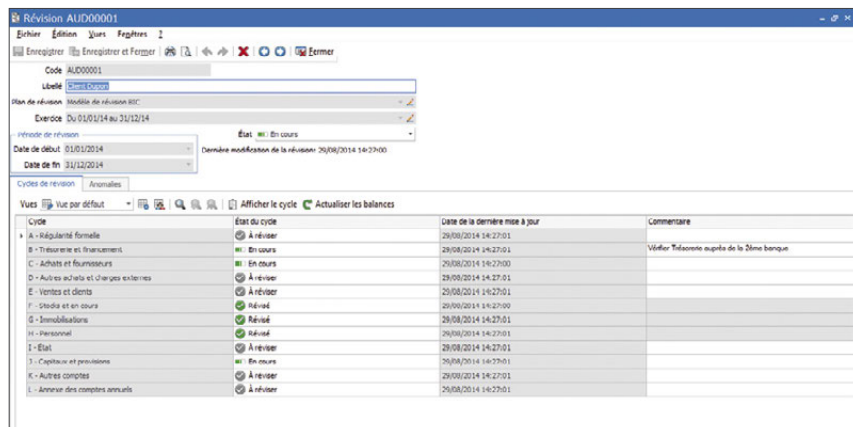 Révision AUD00001
Fichier Édition Vues Fenêtres ?
Enregistrer Enregistrer et Fermer Fermer
Code AUD00001
Libellé Client Dupon
Plan de révision Modèle de révision BIC
Exercice Du 01/01/14 au 31/12/14
Période de révision État En cours
Date de début 01/01/2014 Dernière modification de la révision: 29/08/2014 14:27:00
Date de fin 31/12/2014
Cycles de révision Anomalies
Vues Vue par défaut Afficher le cycle Actualiser les balances
Cycle État du cycle Date de la dernière mise à jour Commentaire
A - Régularité formelle À réviser 29/08/2014 14:27:01
B - Trésorerie et financement En cours 29/08/2014 14:27:01 Vérifier Trésorerie auprès de la 2ème banque
C - Achats et fournisseurs En cours 29/08/2014 14:27:00
D - Autres achats et charges externes À réviser 29/08/2014 14:27:01
E - Ventes et clients À réviser 29/08/2014 14:27:01
F - Stocks et en cours Révisé 29/08/2014 14:27:00
G - Immobilisations Révisé 29/08/2014 14:27:01
H - Personnel Révisé 29/08/2014 14:27:01
I - État À réviser 29/08/2014 14:27:01
J - Capitaux et provisions En cours 29/08/2014 14:27:01
K - Autres comptes À réviser 29/08/2014 14:27:01
L - Annexe des comptes annuels À réviser 29/08/2014 14:27:01